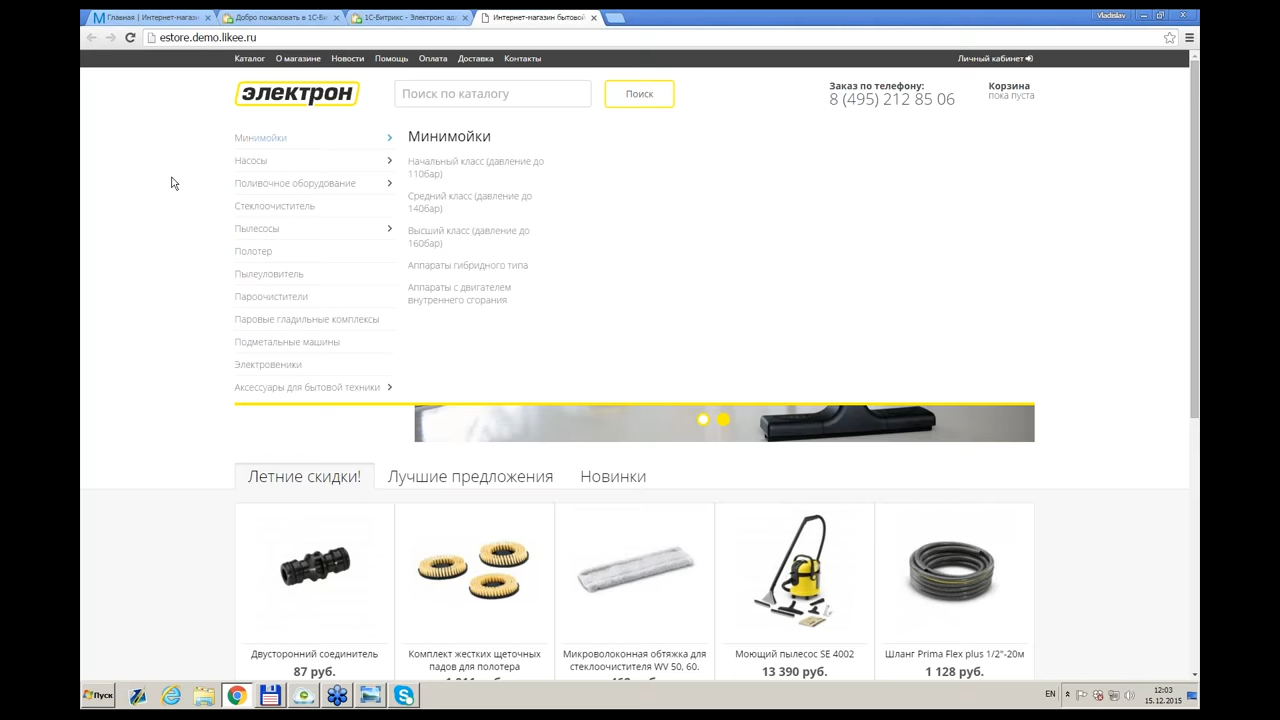 Главная | Интернет-магази
Добро пожаловать в 1С-Би
1С-Битрикс - Электрон: ад
Интернет-магазин бытовой
Vladislav
estore.demo.likee.ru
Каталог О магазине Новости Помощь Оплата Доставка Контакты Личный кабинет
электрон
Поиск по каталогу
Поиск
Заказ по телефону:
8 (495) 212 85 06
Корзина
пока пуста
Минимойки
Насосы
Поливочное оборудование
Стеклоочиститель
Пылесосы
Полотер
Пылеуловитель
Пароочистители
Паровые гладильные комплексы
Подметальные машины
Электровеники
Аксессуары для бытовой техники
Минимойки
Начальный класс (давление до
110бар)
Средний класс (давление до
140бар)
Высший класс (давление до
160бар)
Аппараты гибридного типа
Аппараты с двигателем
внутреннего сгорания
Летние скидки! Лучшие предложения Новинки
Двусторонний соединитель
87 руб.
Комплект жестких щеточных
падов для полотера
Микроволоконная обтяжка для
стеклоочистителя WV 50, 60.
Моющий пылесос SE 4002
13 390 руб.
Шланг Prima Flex plus 1/2"-20м
1 128 руб.
Пуск
EN
12:03
15.12.2015